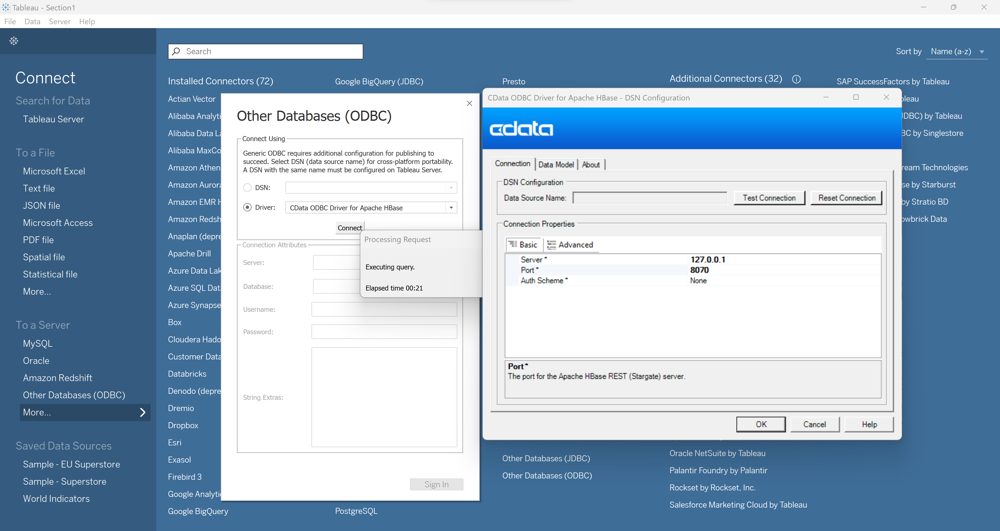 Tableau - Section1
File Data Server Help
Search
Sort by Name (a-z)
Connect
Search for Data
Tableau Server
To a File
Microsoft Excel
Text file
JSON file
Microsoft Access
PDF file
Spatial file
Statistical file
More...
To a Server
MySQL
Oracle
Amazon Redshift
Other Databases (ODBC)
More...
Saved Data Sources
Sample - EU Superstore
Sample - Superstore
World Indicators
Installed Connectors (72)
Actian Vector
Alibaba Analyti
Alibaba Data La
Alibaba MaxCo
Amazon Athen
Amazon Aurora
Amazon EMR H
Amazon Redsh
Anaplan (depre
Apache Drill
Azure Data Lak
Azure SQL Data
Azure Synapse
Box
Cloudera Hado
Customer Data
Databricks
Denodo (depre
Dremio
Dropbox
Esri
Exasol
Firebird 3
Google Analytic
Google BigQuery
Google BigQuery (JDBC)
PostgreSQL
Presto
Other Databases (JDBC)
Other Databases (ODBC)
Additional Connectors (32)
Oracle NetSuite by Tableau
Palantir Foundry by Palantir
Rockset by Rockset, Inc.
Salesforce Marketing Cloud by Tableau
SAP SuccessFactors by Tableau
bleau
JDBC) by Tableau
BC by Singlestore
ream Technologies
se by Starburst
by Stratio BD
owbrick Data
Other Databases (ODBC)
Connect Using
Generic ODBC requires additional configuration for publishing to
succeed. Select DSN (data source name) for cross-platform portability.
A DSN with the same name must be configured on Tableau Server.
DSN:
Driver: CData ODBC Driver for Apache HBase
Connect
Connection Attributes
Server:
Database:
Username:
Password:
String Extras:
Sign In
Processing Request
Executing query.
Elapsed time 00:21
CData ODBC Driver for Apache HBase - DSN Configuration
cdata
Connection Data Model About
DSN Configuration
Data Source Name: Test Connection Reset Connection
Connection Properties
Basic Advanced
Server * 127.0.0.1
Port * 8070
Auth Scheme * None
Port *
The port for the Apache HBase REST (Stargate) server.
OK Cancel Help